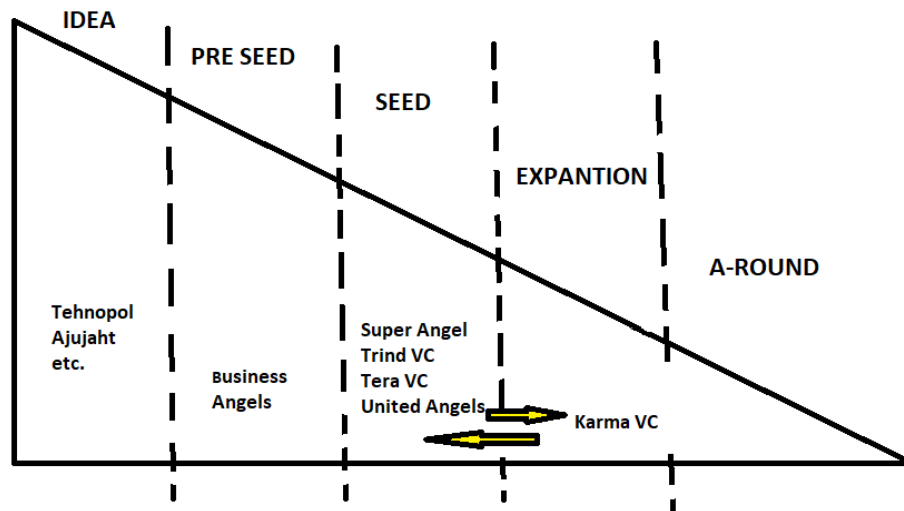 IDEA
PRE SEED
SEED
EXPANTION
A-ROUND
Tehnopol
Ajujaht
etc.
Business
Angels
Super Angel
Trind VC
Tera VC
United Angels
Karma VC